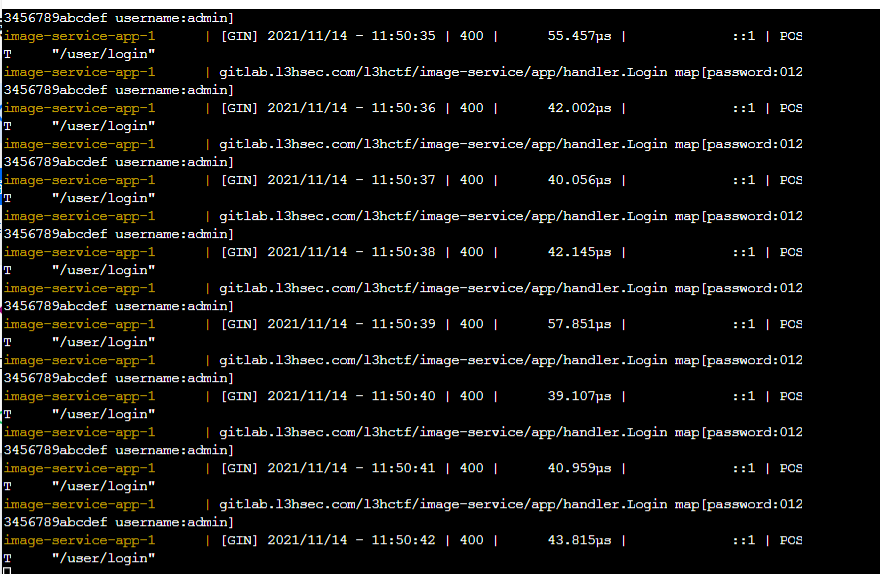 3456789abcdef username:admin]
image-service-app-1 | [GIN] 2021/11/14 - 11:50:35 | 400 | 55.457µs | ::1 | POS
T "/user/login"
image-service-app-1 | gitlab.l3hsec.com/l3hctf/image-service/app/handler.Login map[password:012
3456789abcdef username:admin]
image-service-app-1 | [GIN] 2021/11/14 - 11:50:36 | 400 | 42.002µs | ::1 | POS
T "/user/login"
image-service-app-1 | gitlab.l3hsec.com/l3hctf/image-service/app/handler.Login map[password:012
3456789abcdef username:admin]
image-service-app-1 | [GIN] 2021/11/14 - 11:50:37 | 400 | 40.056µs | ::1 | POS
T "/user/login"
image-service-app-1 | gitlab.l3hsec.com/l3hctf/image-service/app/handler.Login map[password:012
3456789abcdef username:admin]
image-service-app-1 | [GIN] 2021/11/14 - 11:50:38 | 400 | 42.145µs | ::1 | POS
T "/user/login"
image-service-app-1 | gitlab.l3hsec.com/l3hctf/image-service/app/handler.Login map[password:012
3456789abcdef username:admin]
image-service-app-1 | [GIN] 2021/11/14 - 11:50:39 | 400 | 57.851µs | ::1 | POS
T "/user/login"
image-service-app-1 | gitlab.l3hsec.com/l3hctf/image-service/app/handler.Login map[password:012
3456789abcdef username:admin]
image-service-app-1 | [GIN] 2021/11/14 - 11:50:40 | 400 | 39.107µs | ::1 | POS
T "/user/login"
image-service-app-1 | gitlab.l3hsec.com/l3hctf/image-service/app/handler.Login map[password:012
3456789abcdef username:admin]
image-service-app-1 | [GIN] 2021/11/14 - 11:50:41 | 400 | 40.959µs | ::1 | POS
T "/user/login"
image-service-app-1 | gitlab.l3hsec.com/l3hctf/image-service/app/handler.Login map[password:012
3456789abcdef username:admin]
image-service-app-1 | [GIN] 2021/11/14 - 11:50:42 | 400 | 43.815µs | ::1 | POS
T "/user/login"